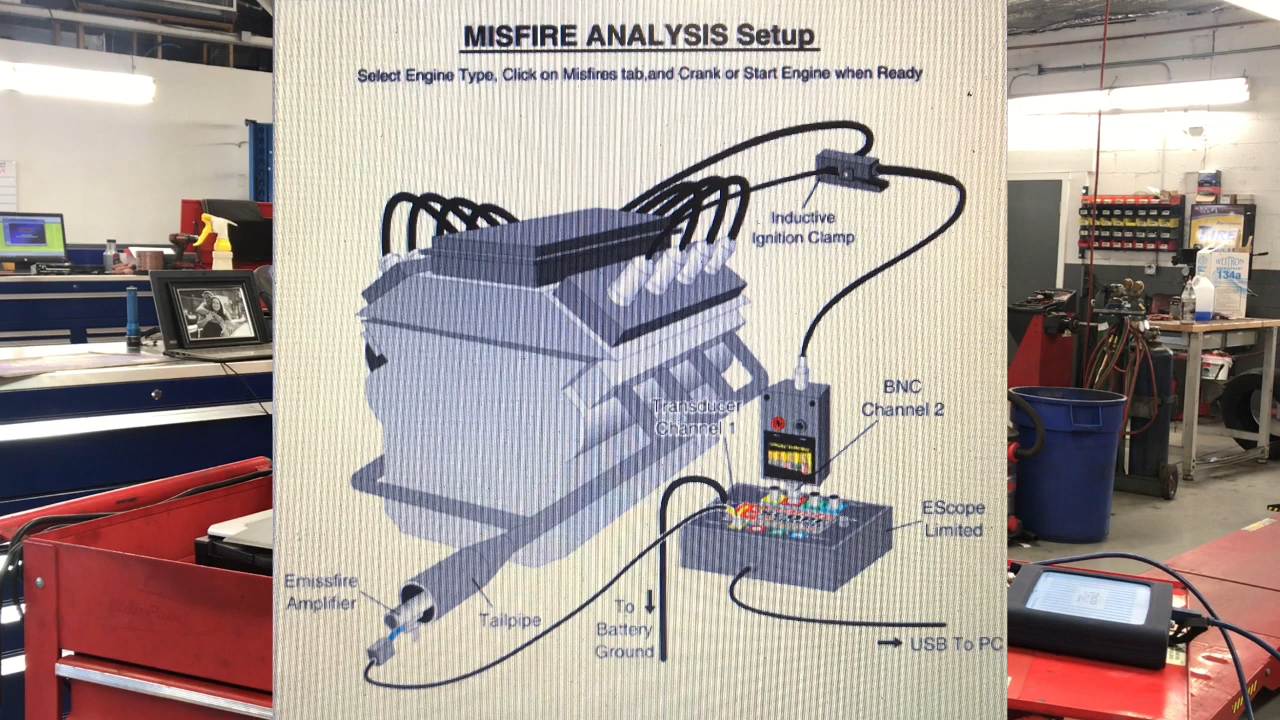 MISFIRE ANALYSIS Setup
Select Engine Type, Click on Misfires tab,and Crank or Start Engine when Ready
Inductive
Ignition Clamp
BNC
Channel 2
Transducer
Channel 1
EScope
Limited
Emissfire
Amplifier
Tailpipe
To
Battery
Ground
USB To PC
134a